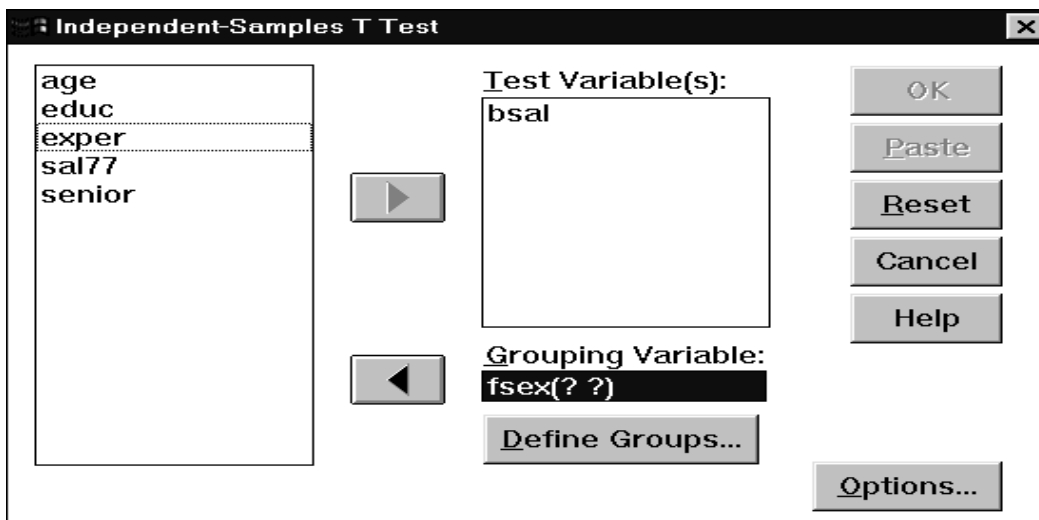 Independent-Samples T Test
age
educ
exper
sal77
senior
Test Variable(s):
bsal
Grouping Variable:
fsex(? ?)
Define Groups...
OK
Paste
Reset
Cancel
Help
Options...